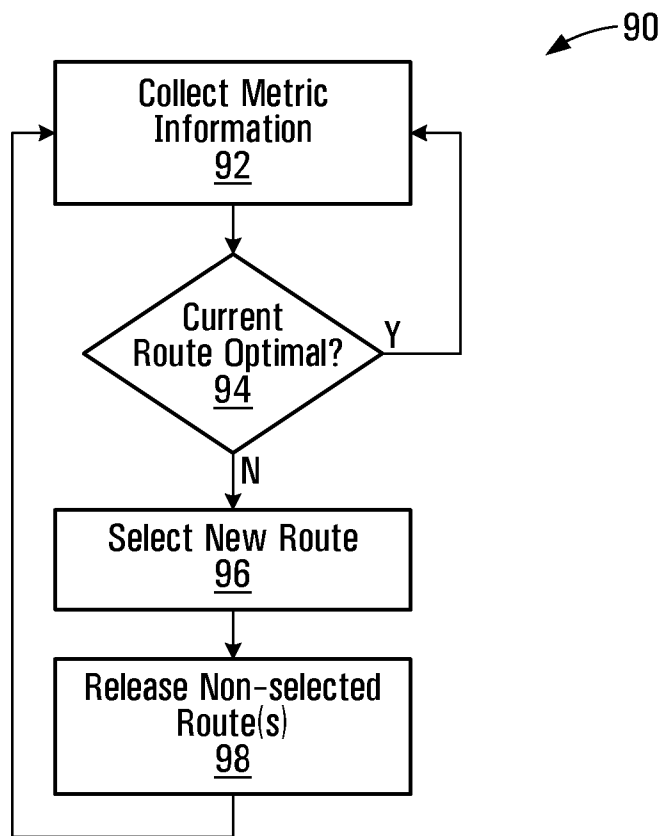 90
Collect Metric
Information
92
Current
Route Optimal?
94
Y
N
Select New Route
96
Release Non-selected
Route(s)
98